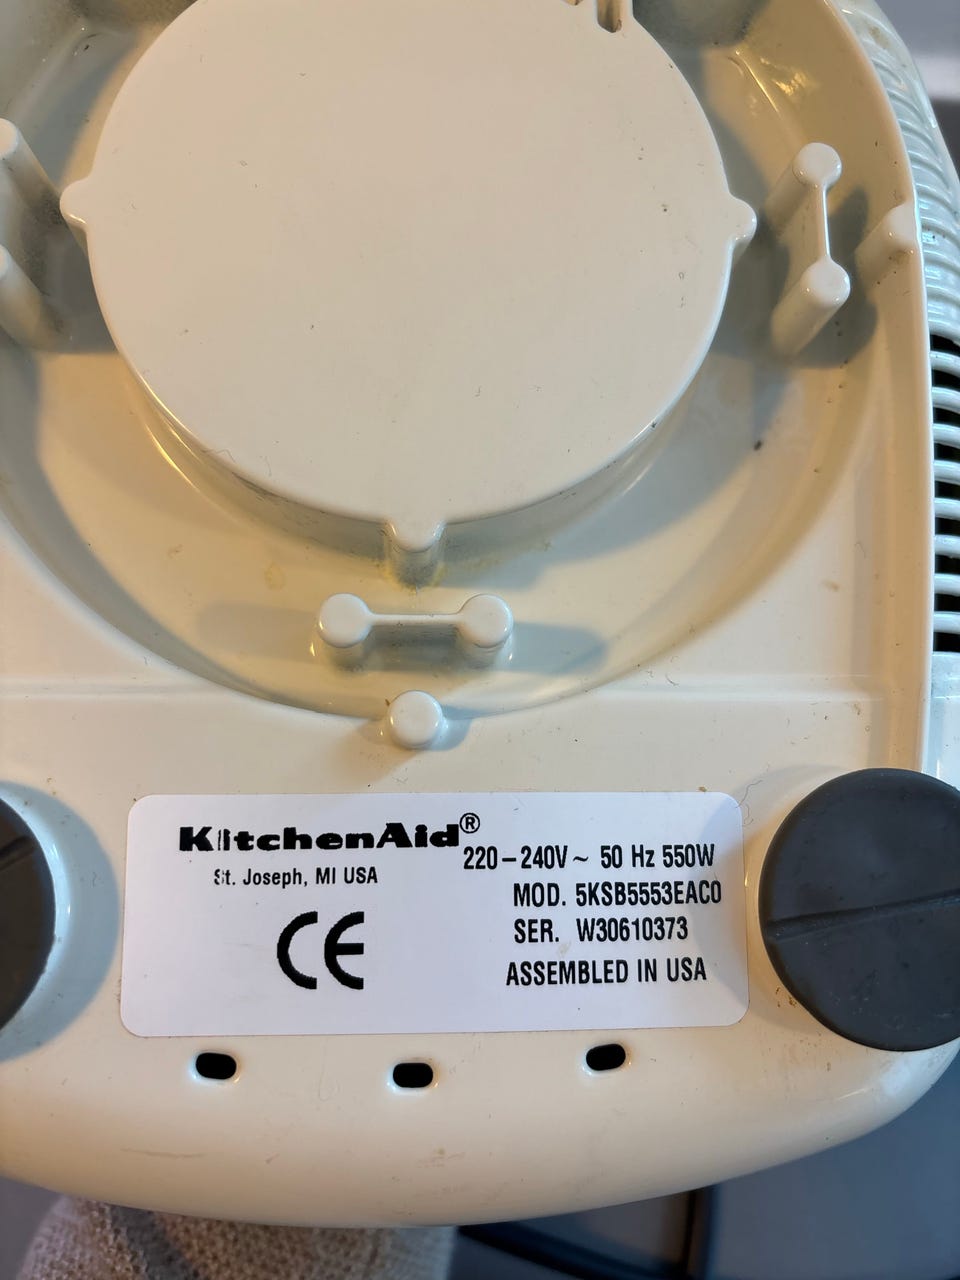 KitchenAid®
St. Joseph, MI USA
CE
220-240V~ 50 Hz 550W
MOD. 5KSB5553EAC0
SER. W30610373
ASSEMBLED IN USA